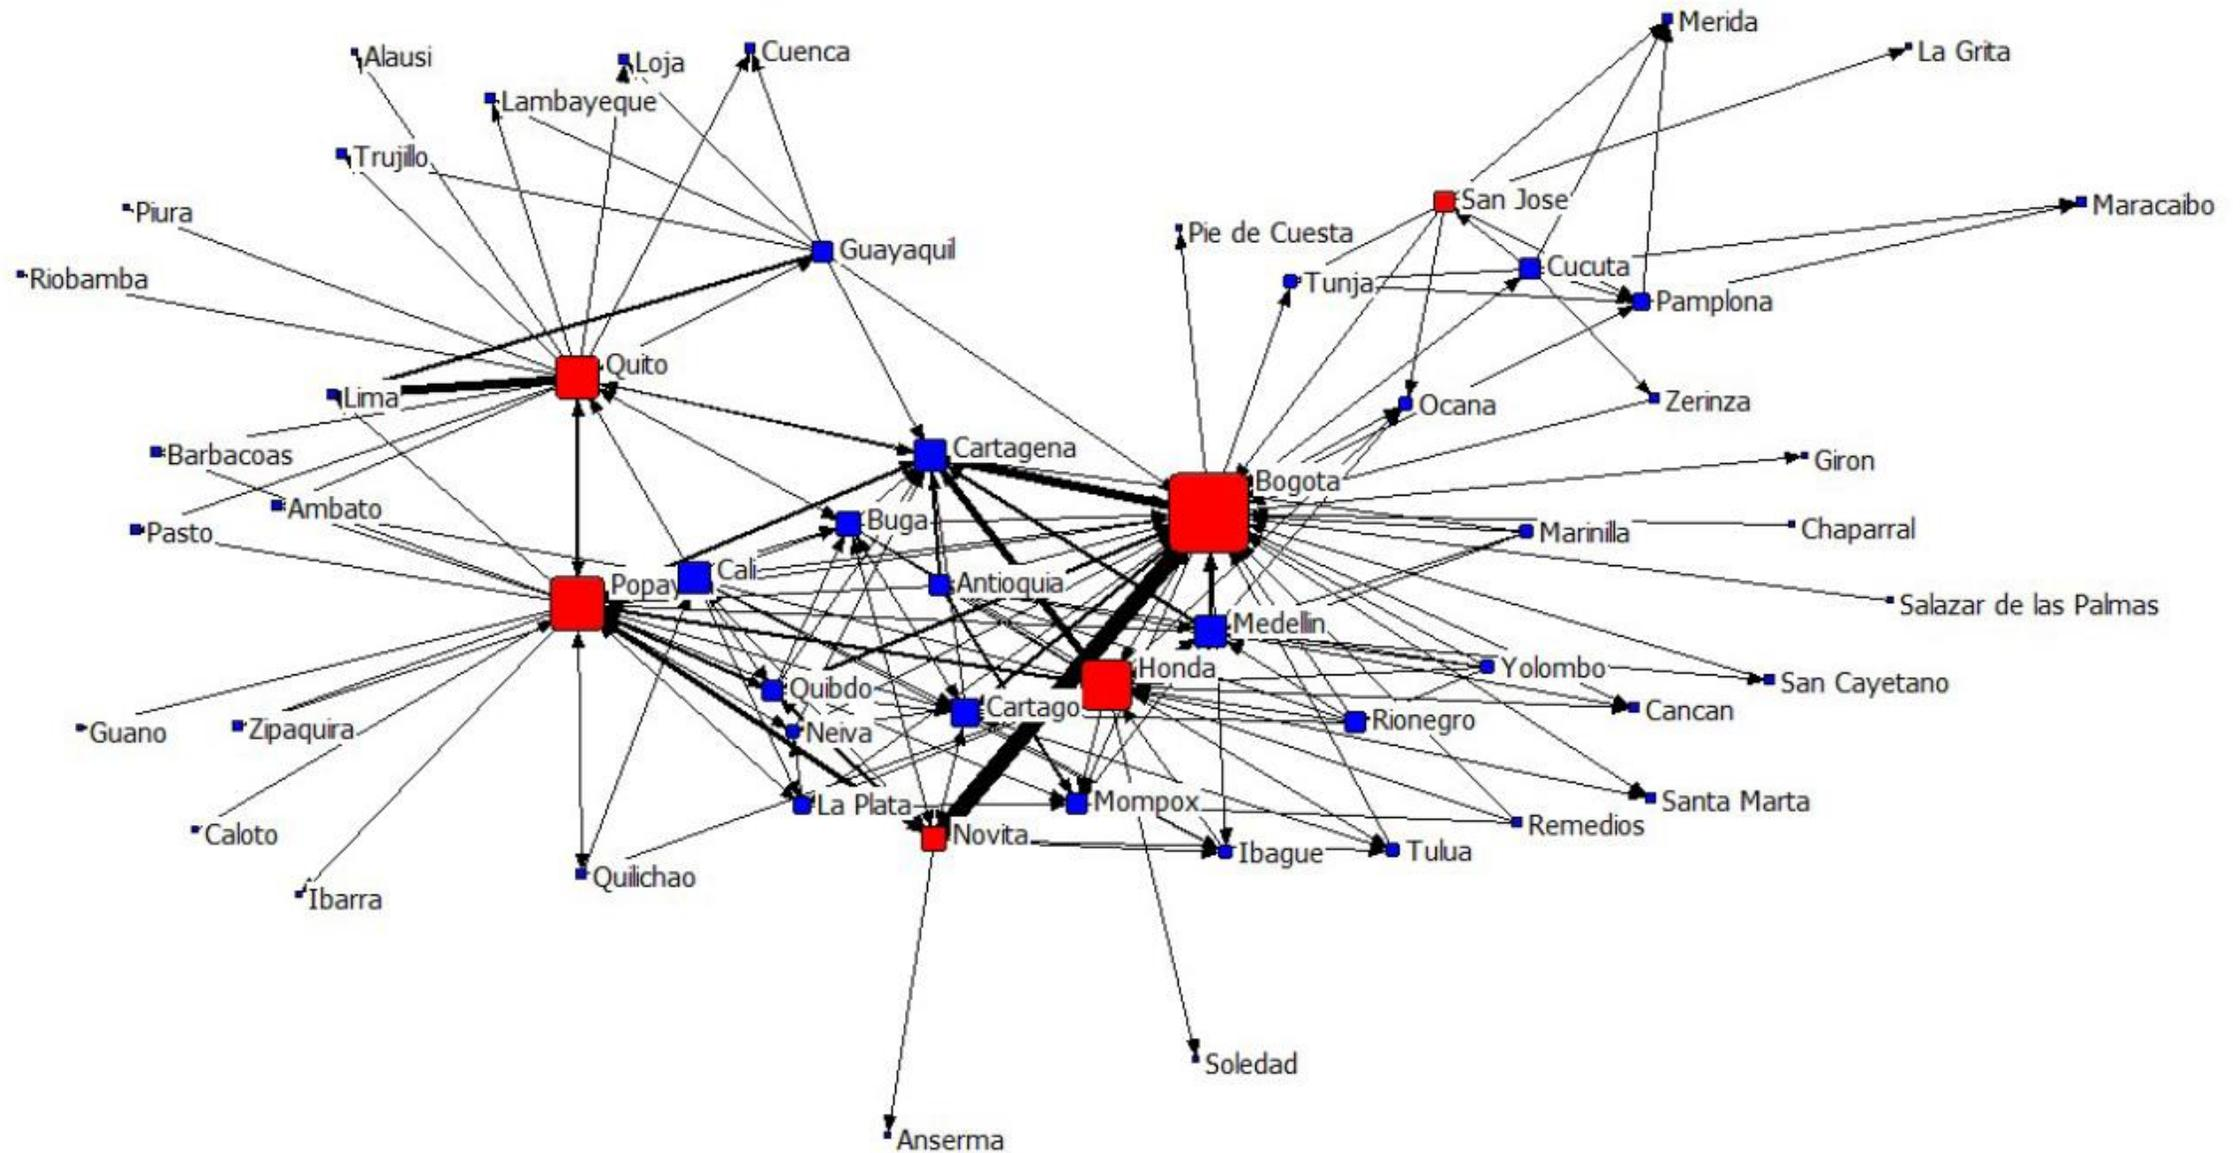 Merida
Alausi
Loja
Cuenca
La Grita
Lambayeque
Trujillo
San Jose
Maracaibo
Piura
Pie de Cuesta
Guayaquil
Cucuta
Riobamba
Tunja
Pamplona
Quito
Lima
Ocana
Zerinza
Cartagena
Barbacoas
Giron
Bogota
Ambato
Buga
Pasto
Marinilla
Chaparral
Cali
Popay
Antioquia
Salazar de las Palmas
Medellin
Honda
Yolombo
San Cayetano
Quibdo
Cartago
Cancan
Rionegro
Guano
Zipaquira
Neiva
La Plata
Mompox
Santa Marta
Caloto
Novita
Remedios
Ibague
Tulua
Quilichao
Ibarra
Soledad
Anserma